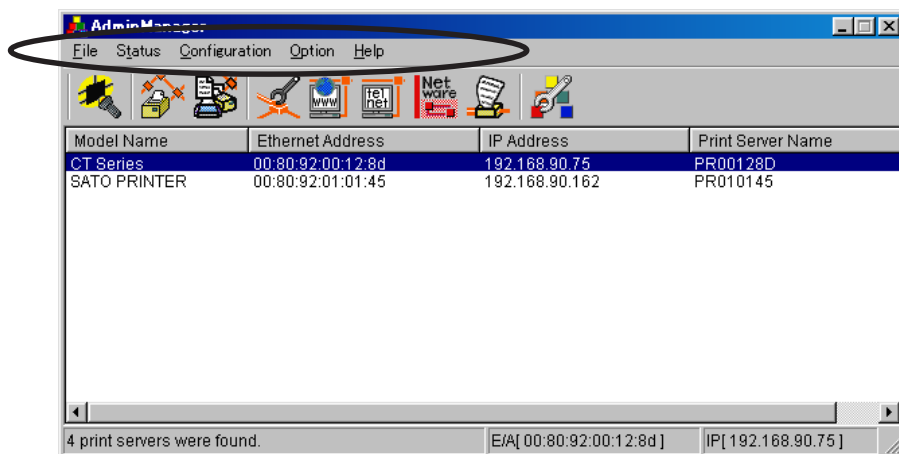 AdminManager
File Status Configuration Option Help
www tel net Net ware
Model Name Ethernet Address IP Address Print Server Name
CT Series 00:80:92:00:12:8d 192.168.90.75 PR00128D
SATO PRINTER 00:80:92:01:01:45 192.168.90.162 PR010145
4 print servers were found. E/A[ 00:80:92:00:12:8d ] IP[ 192.168.90.75 ]